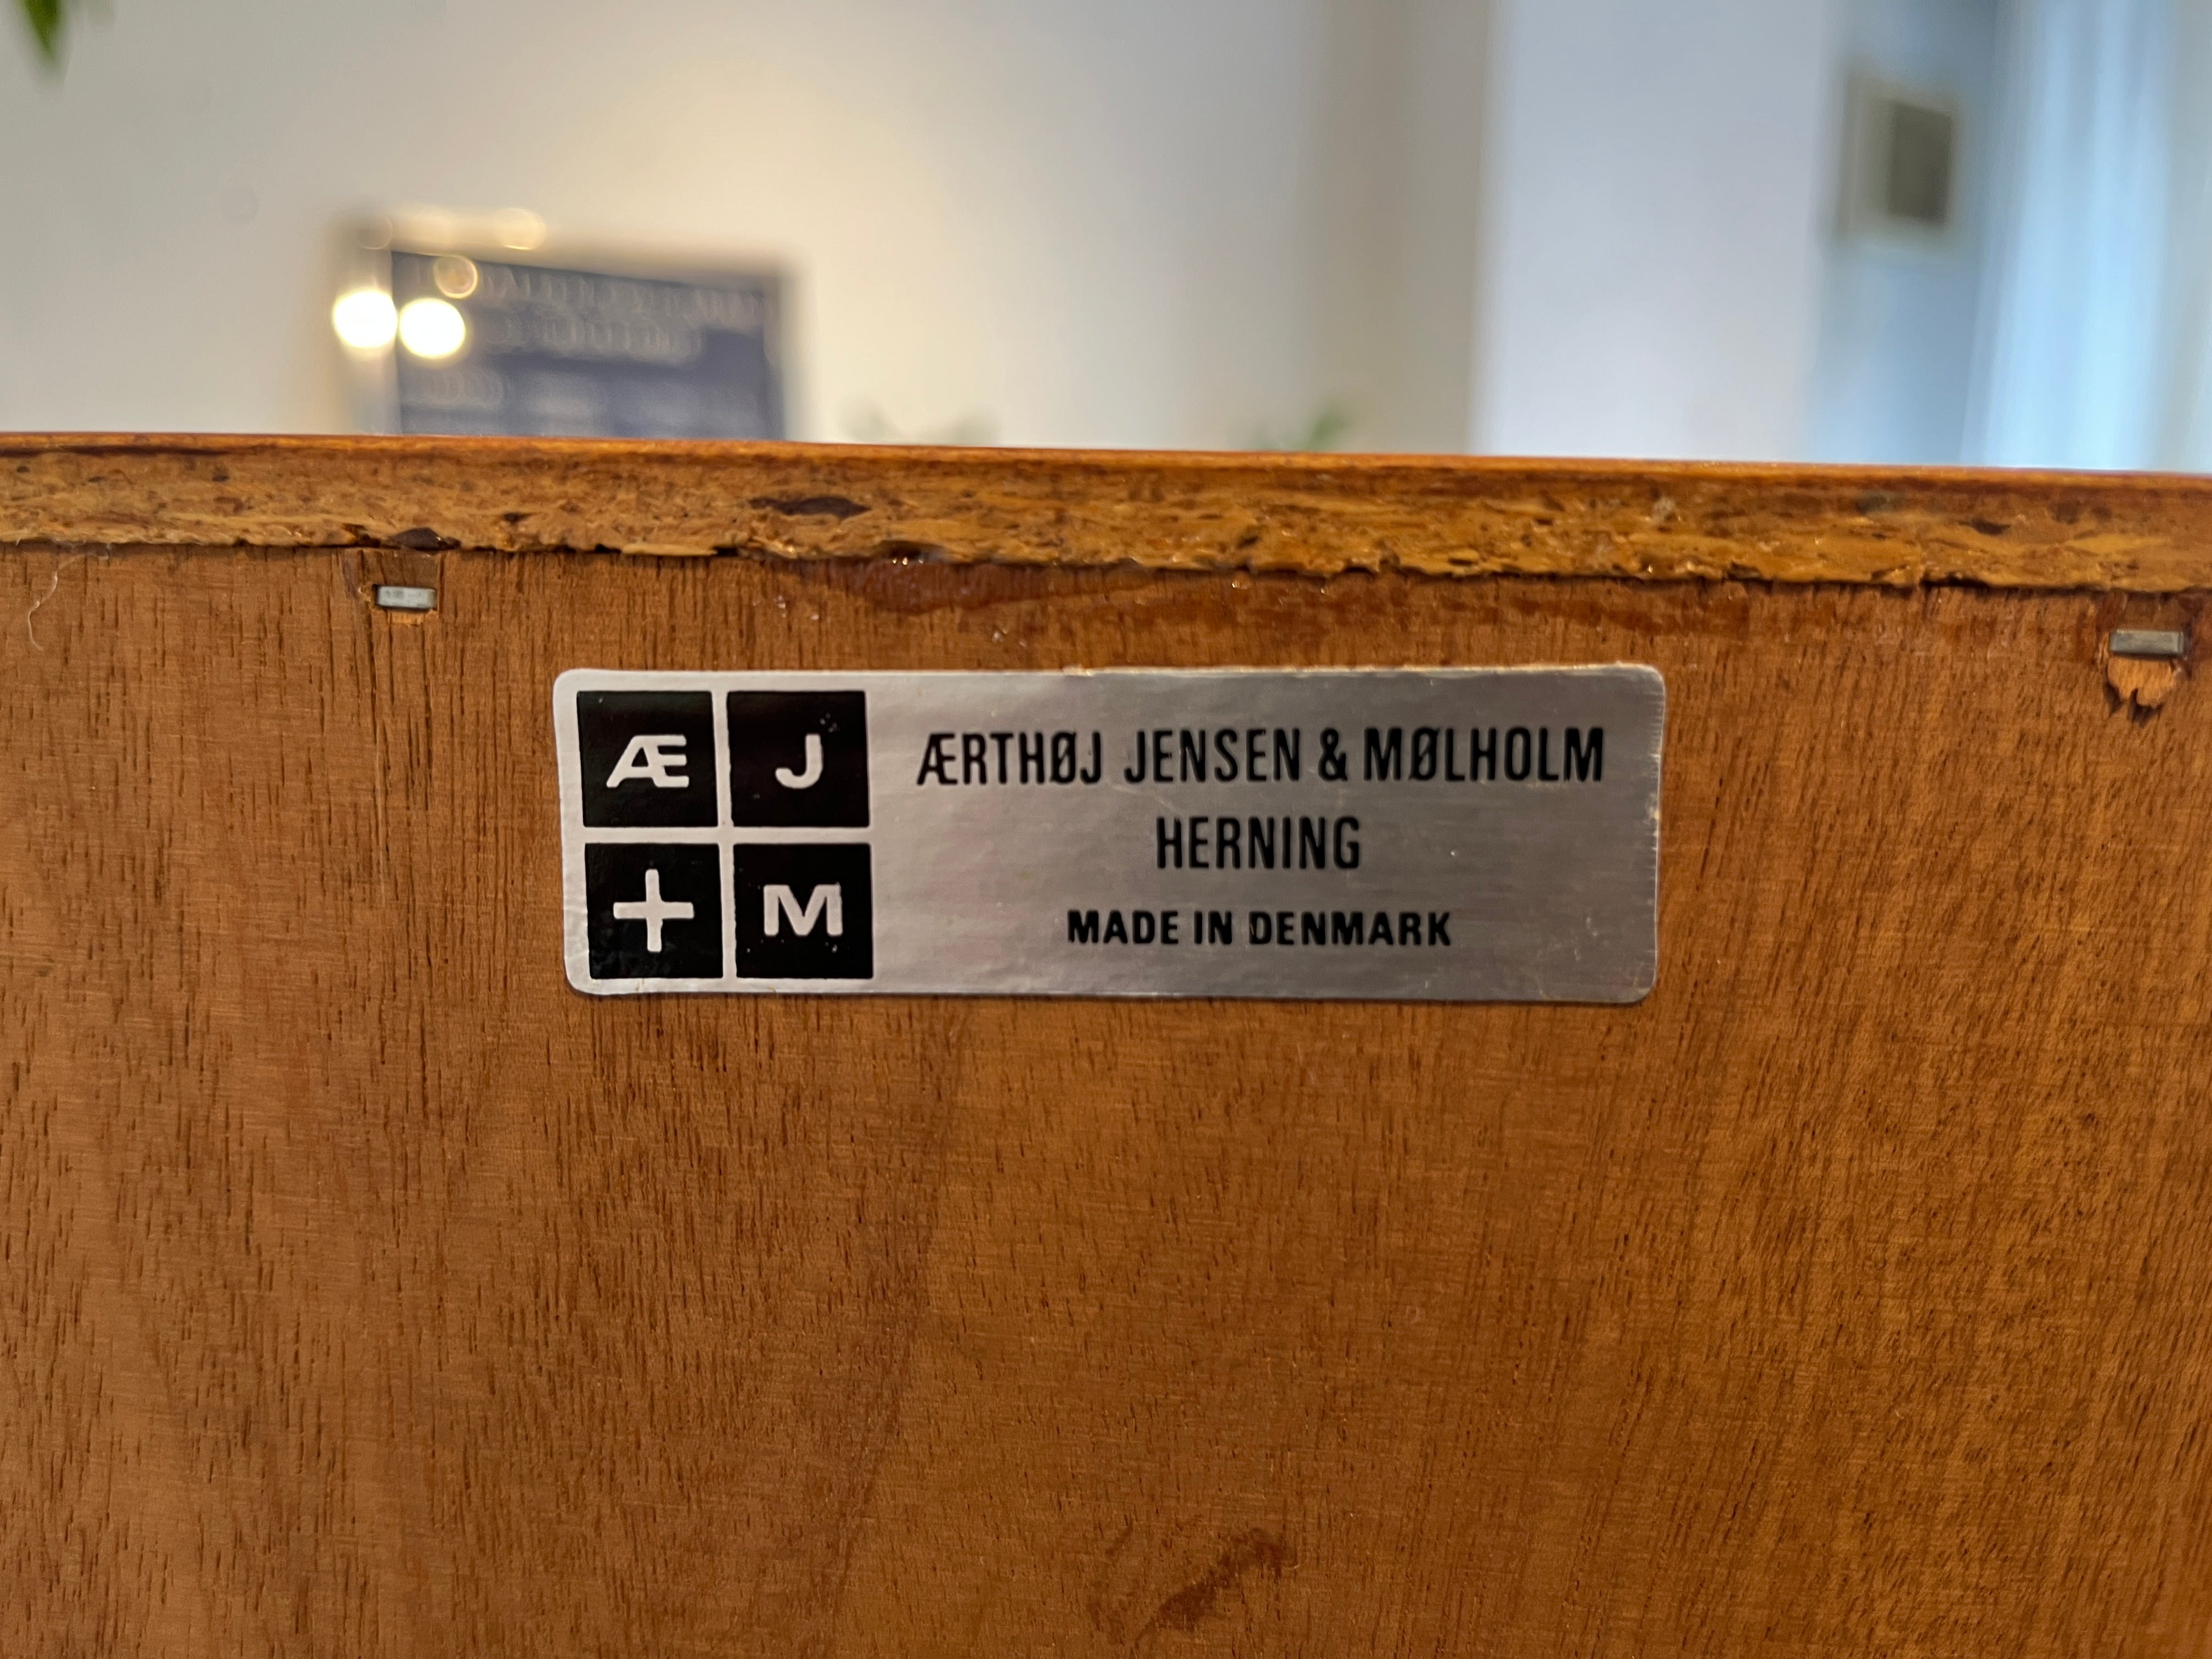 Æ J
+ M
ÆRTHØJ JENSEN & MØLHOLM
HERNING
MADE IN DENMARK